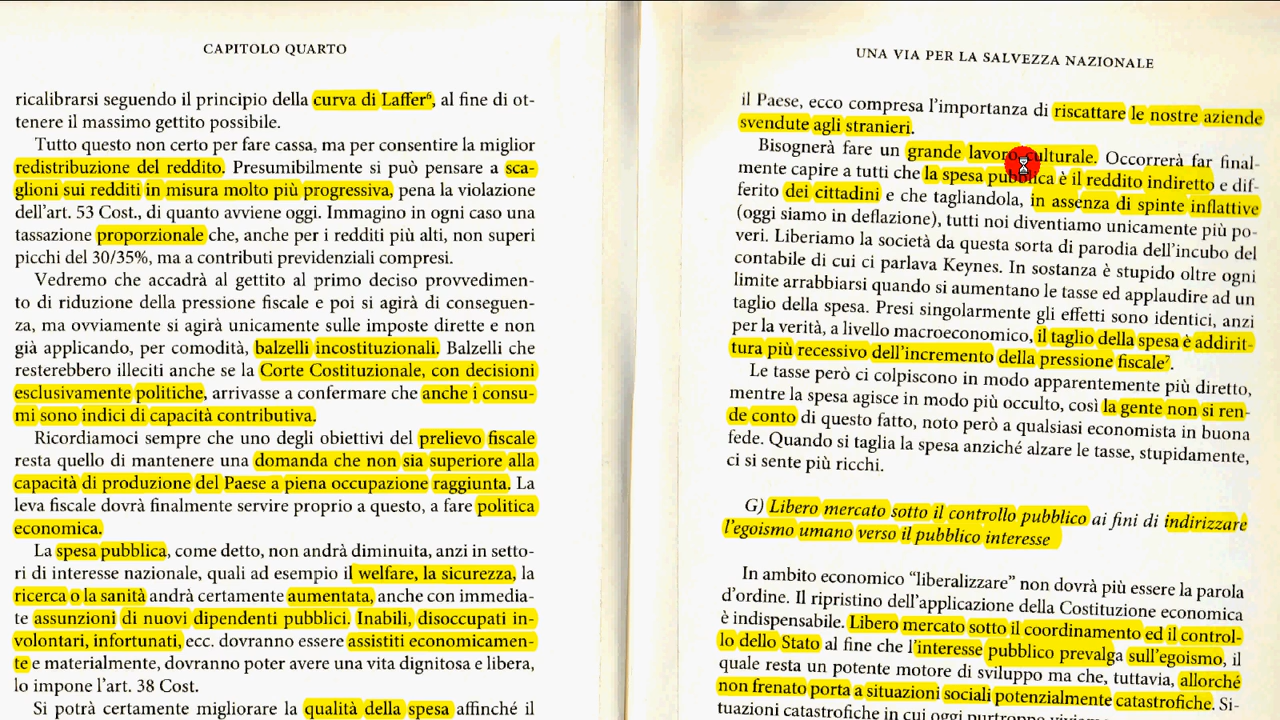 CAPITOLO QUARTO
ricalibrarsi seguendo il principio della curva di Laffer⁶, al fine di ot-
tenere il massimo gettito possibile.
Tutto questo non certo per fare cassa, ma per consentire la miglior
redistribuzione del reddito. Presumibilmente si può pensare a sca-
glioni sui redditi in misura molto più progressiva, pena la violazione
dell'art. 53 Cost., di quanto avviene oggi. Immagino in ogni caso una
tassazione proporzionale che, anche per i redditi più alti, non superi
picchi del 30/35%, ma a contributi previdenziali compresi.
Vedremo che accadrà al gettito al primo deciso provvedimen-
to di riduzione della pressione fiscale e poi si agirà di conseguen-
za, ma ovviamente si agirà unicamente sulle imposte dirette e non
già applicando, per comodità, balzelli incostituzionali. Balzelli che
resterebbero illeciti anche se la Corte Costituzionale, con decisioni
esclusivamente politiche, arrivasse a confermare che anche i consu-
mi sono indici di capacità contributiva.
Ricordiamoci sempre che uno degli obiettivi del prelievo fiscale
resta quello di mantenere una domanda che non sia superiore alla
capacità di produzione del Paese a piena occupazione raggiunta. La
leva fiscale dovrà finalmente servire proprio a questo, a fare politica
economica.
La spesa pubblica, come detto, non andrà diminuita, anzi in setto-
ri di interesse nazionale, quali ad esempio il welfare, la sicurezza, la
ricerca o la sanità andrà certamente aumentata, anche con immedia-
te assunzioni di nuovi dipendenti pubblici. Inabili, disoccupati in-
volontari, infortunati, ecc. dovranno essere assistiti economicamen-
te e materialmente, dovranno poter avere una vita dignitosa e libera,
lo impone l'art. 38 Cost.
Si potrà certamente migliorare la qualità della spesa affinché il
UNA VIA PER LA SALVEZZA NAZIONALE
il Paese, ecco compresa l'importanza di riscattare le nostre aziende
svendute agli stranieri.
Bisognerà fare un grande lavoro culturale. Occorrerà far final-
mente capire a tutti che la spesa pubblica è il reddito indiretto e dif-
ferito dei cittadini e che tagliandola, in assenza di spinte inflattive
(oggi siamo in deflazione), tutti noi diventiamo unicamente più po-
veri. Liberiamo la società da questa sorta di parodia dell'incubo del
contabile di cui ci parlava Keynes. In sostanza è stupido oltre ogni
limite arrabbiarsi quando si aumentano le tasse ed applaudire ad un
taglio della spesa. Presi singolarmente gli effetti sono identici, anzi
per la verità, a livello macroeconomico, il taglio della spesa è addirit-
tura più recessivo dell'incremento della pressione fiscale⁷.
Le tasse però ci colpiscono in modo apparentemente più diretto,
mentre la spesa agisce in modo più occulto, così la gente non si ren-
de conto di questo fatto, noto però a qualsiasi economista in buona
fede. Quando si taglia la spesa anziché alzare le tasse, stupidamente,
ci si sente più ricchi.
G) Libero mercato sotto il controllo pubblico ai fini di indirizzare
l'egoismo umano verso il pubblico interesse
In ambito economico “liberalizzare” non dovrà più essere la parola
d'ordine. Il ripristino dell'applicazione della Costituzione economica
è indispensabile. Libero mercato sotto il coordinamento ed il control-
lo dello Stato al fine che l'interesse pubblico prevalga sull'egoismo, il
quale resta un potente motore di sviluppo ma che, tuttavia, allorché
non frenato porta a situazioni sociali potenzialmente catastrofiche. Si-
tuazioni catastrofiche in cui oggi purtroppo